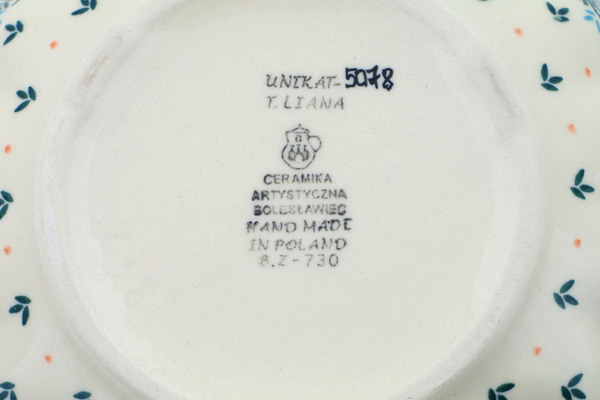 UNIKAT-5078
T. LIANA
CERAMIKA
ARTYSTYCZNA
BOLESŁAWIEC
HAND MADE
IN POLAND
B.Z-730